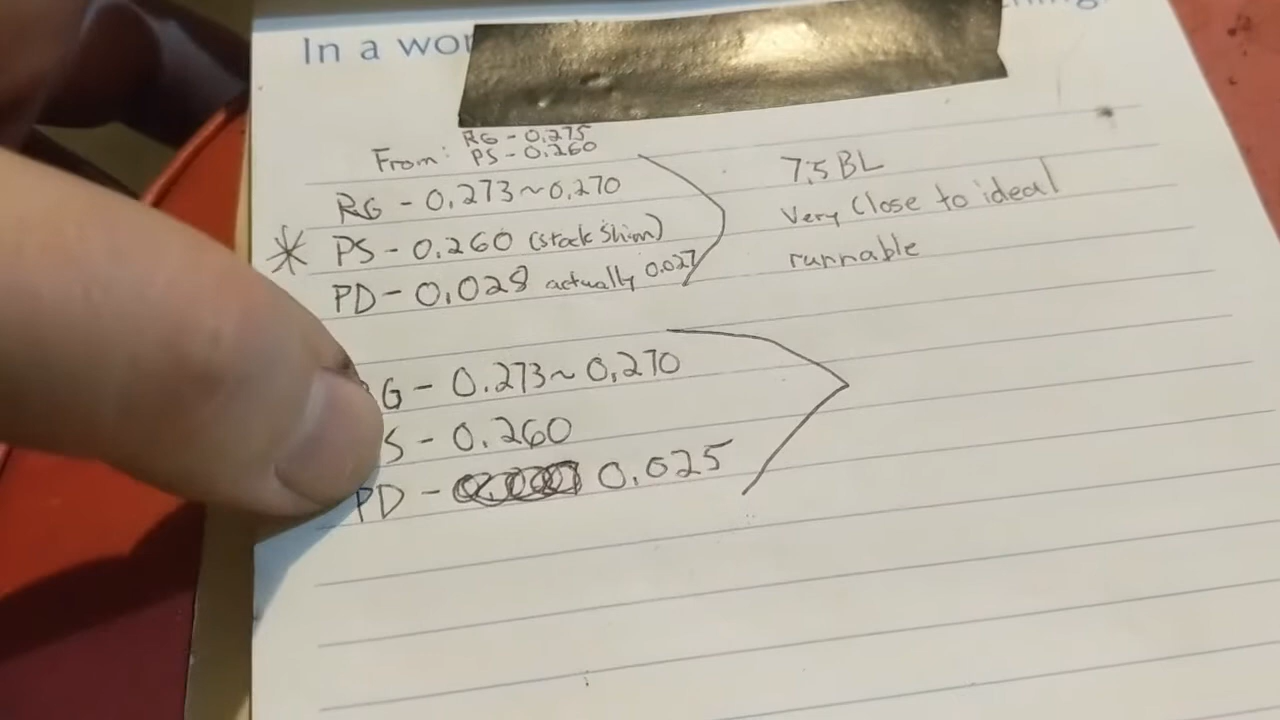 In a wor
RG - 0.275
From: PS - 0.260
RG - 0.273 ~ 0.270
* PS - 0.260 (stock shim)
PD - 0.028 actually 0.027
7.5 BL
Very close to ideal
runnable
G - 0.273 ~ 0.270
S - 0.260
PD - 0.025